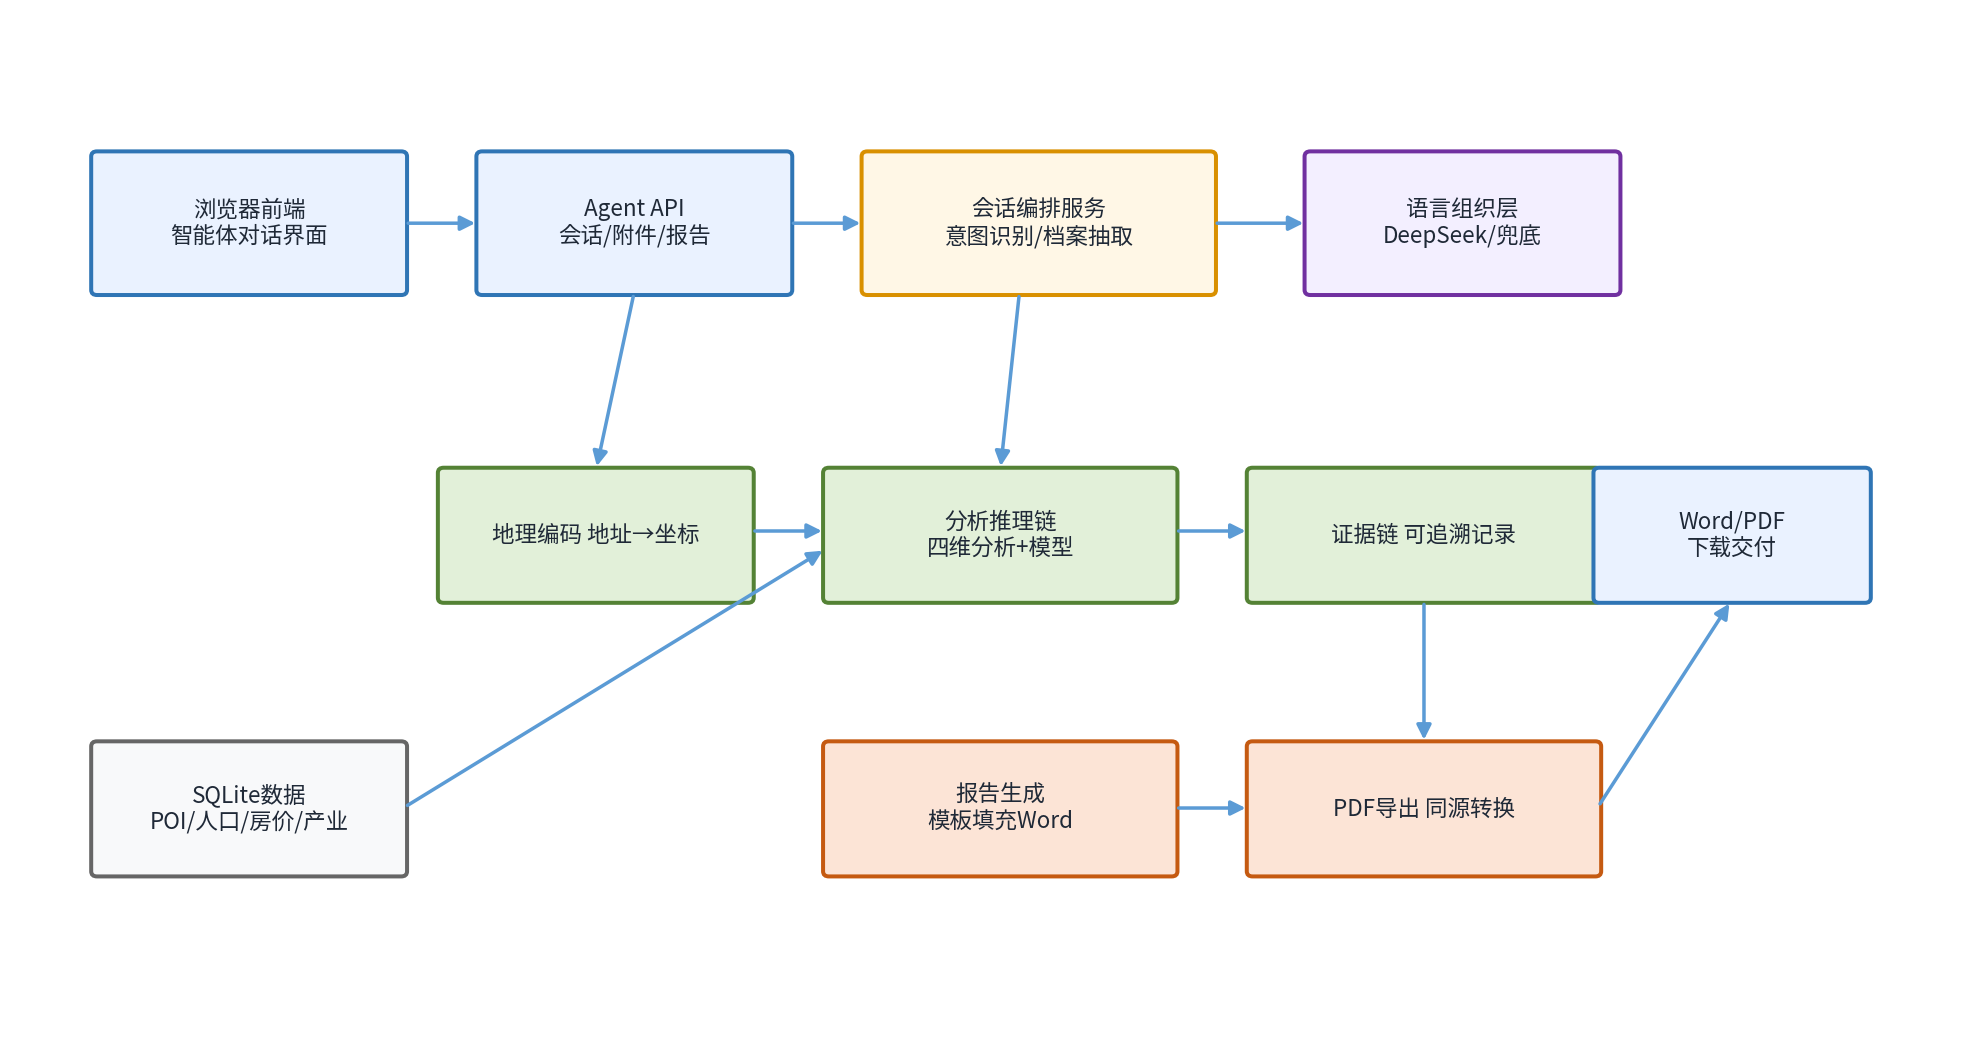 浏览器前端
智能体对话界面
Agent API
会话/附件/报告
会话编排服务
意图识别/档案抽取
语言组织层
DeepSeek/兜底
地理编码 地址→坐标
分析推理链
四维分析+模型
证据链 可追溯记录
Word/PDF
下载交付
SQLite数据
POI/人口/房价/产业
报告生成
模板填充Word
PDF导出 同源转换